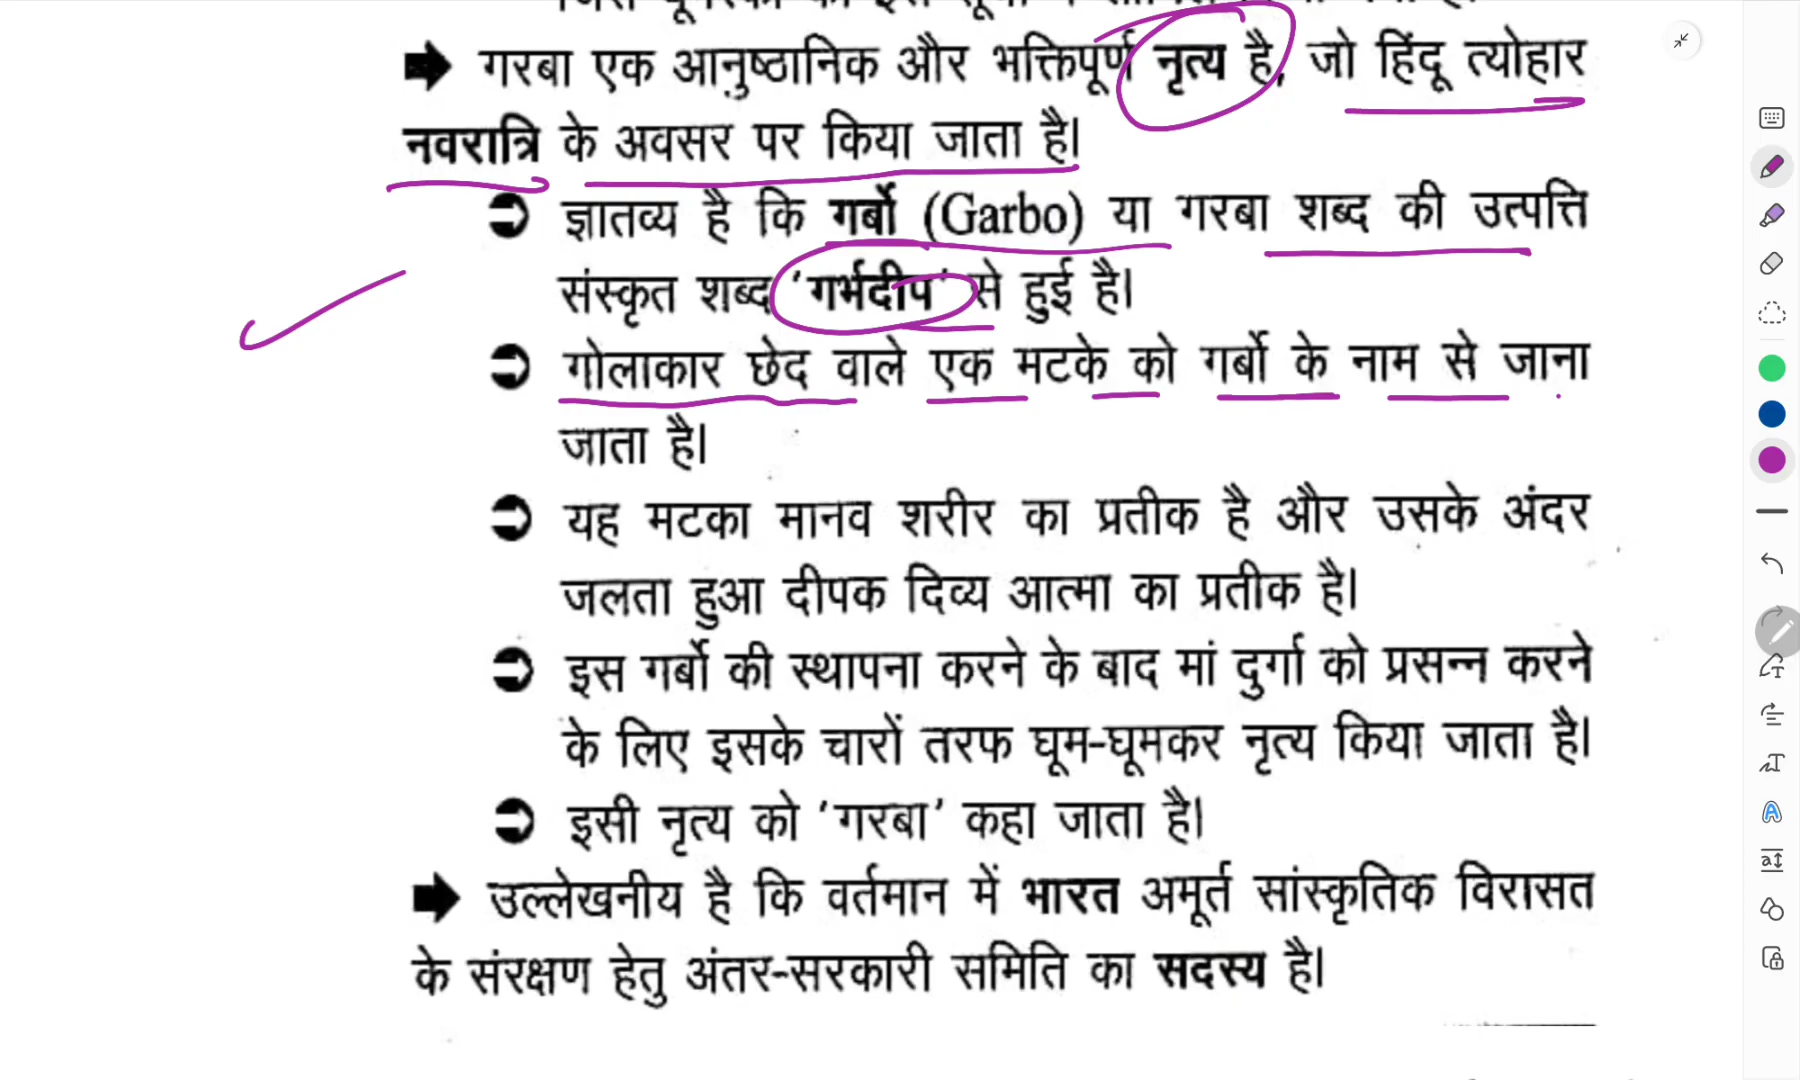 ➡ गरबा एक आनुष्ठानिक और भक्तिपूर्ण नृत्य है, जो हिंदू त्योहार
नवरात्रि के अवसर पर किया जाता है।
➲ ज्ञातव्य है कि गर्बो (Garbo) या गरबा शब्द की उत्पत्ति
संस्कृत शब्द 'गर्भदीप' से हुई है।
➲ गोलाकार छेद वाले एक मटके को गर्बो के नाम से जाना
जाता है।
➲ यह मटका मानव शरीर का प्रतीक है और उसके अंदर
जलता हुआ दीपक दिव्य आत्मा का प्रतीक है।
➲ इस गर्बो की स्थापना करने के बाद मां दुर्गा को प्रसन्न करने
के लिए इसके चारों तरफ घूम-घूमकर नृत्य किया जाता है।
➲ इसी नृत्य को 'गरबा' कहा जाता है।
➡ उल्लेखनीय है कि वर्तमान में भारत अमूर्त सांस्कृतिक विरासत
के संरक्षण हेतु अंतर-सरकारी समिति का सदस्य है।